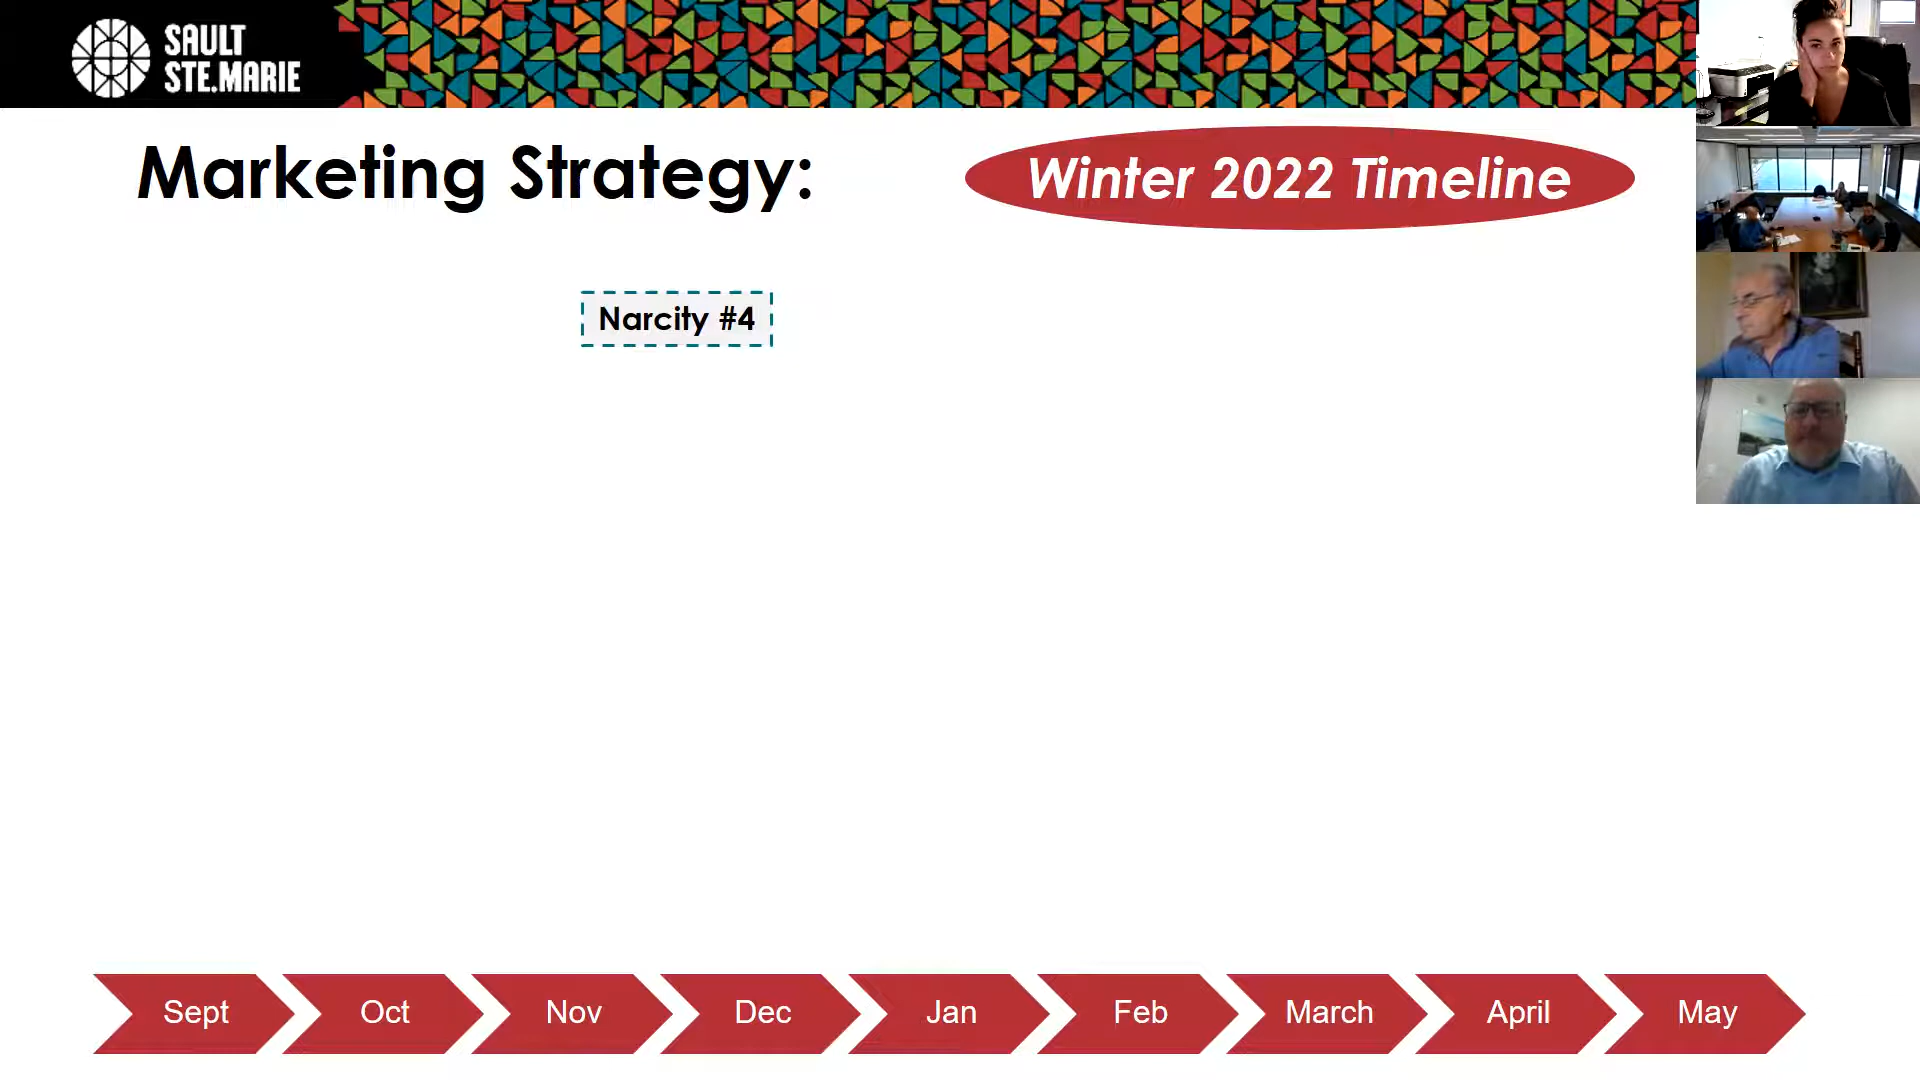 SAULT
STE.MARIE
Marketing Strategy:
Winter 2022 Timeline
Narcity #4
Sept
Oct
Nov
Dec
Jan
Feb
March
April
May